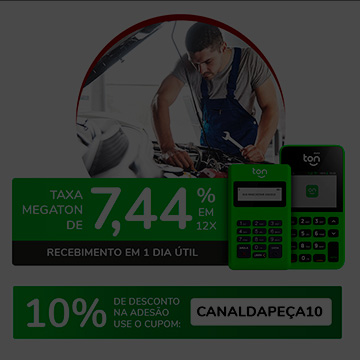 TAXA
MEGATON
DE
7,44%
EM
12X
RECEBIMENTO EM 1 DIA ÚTIL
ton
ton
10%
DE DESCONTO
NA ADESÃO
USE O CUPOM:
CANALDAPEÇA10